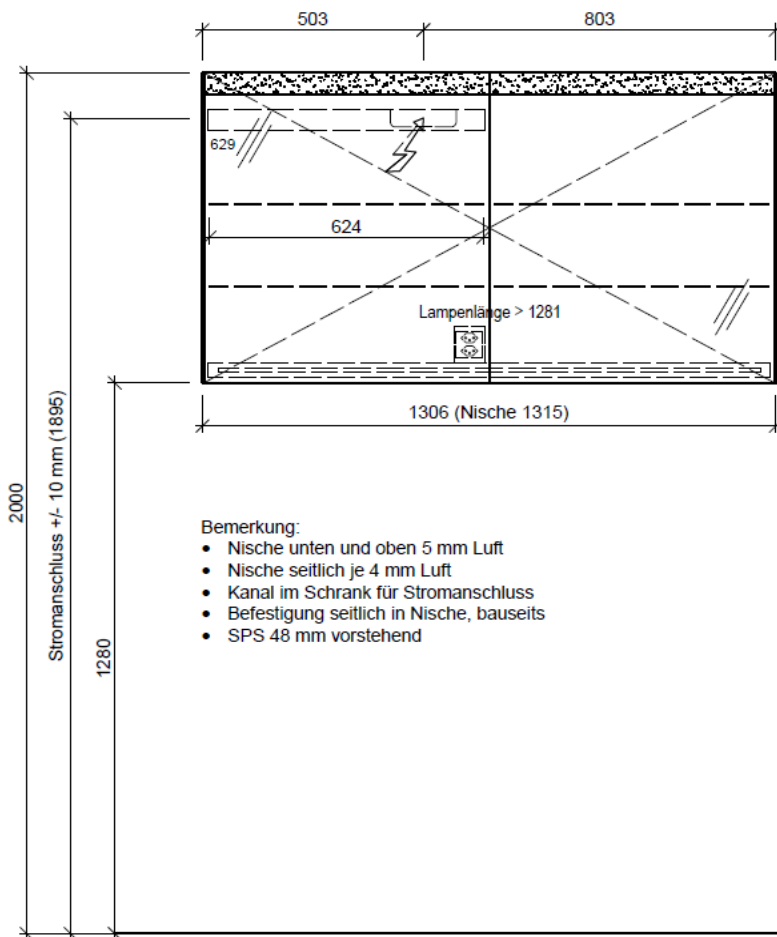 503
803
629
624
Lampenlänge > 1281
1306 (Nische 1315)
2000
Stromanschluss +/- 10 mm (1895)
1280
Bemerkung:
• Nische unten und oben 5 mm Luft
• Nische seitlich je 4 mm Luft
• Kanal im Schrank für Stromanschluss
• Befestigung seitlich in Nische, bauseits
• SPS 48 mm vorstehend